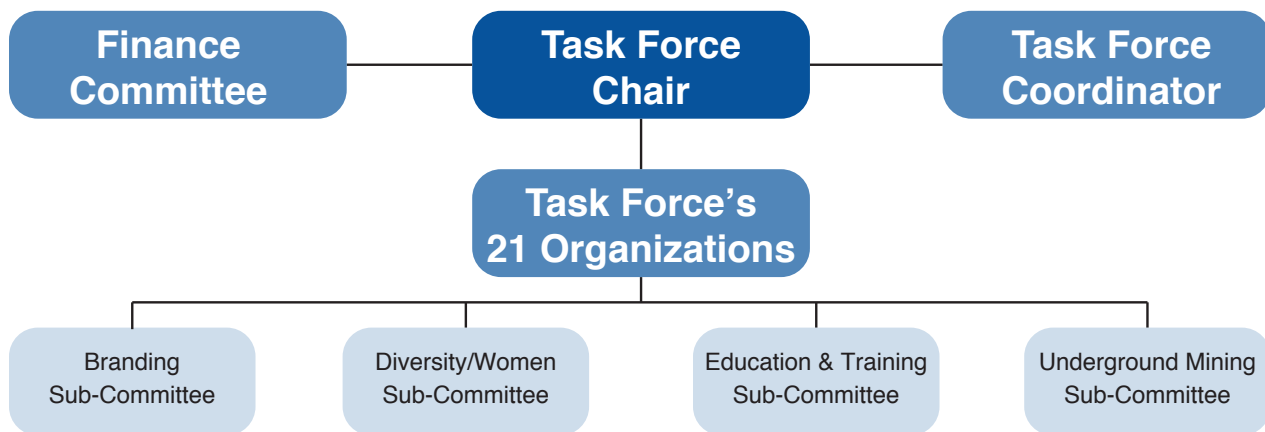 Finance
Committee
Task Force
Chair
Task Force
Coordinator
Task Force’s
21 Organizations
Branding
Sub-Committee
Diversity/Women
Sub-Committee
Education & Training
Sub-Committee
Underground Mining
Sub-Committee